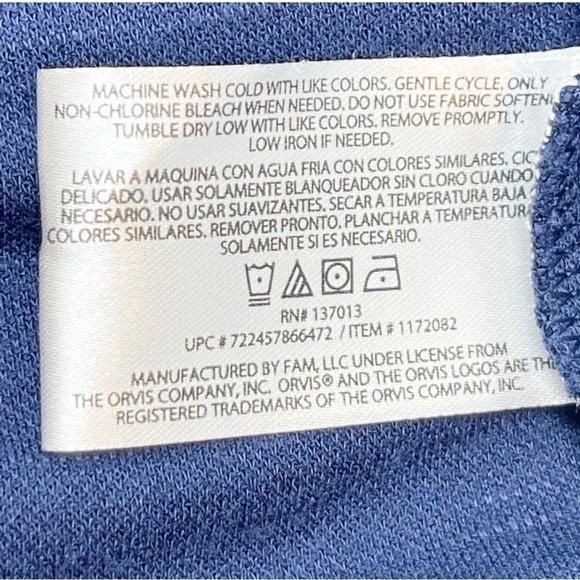 MACHINE WASH COLD WITH LIKE COLORS. GENTLE CYCLE. ONLY
NON-CHLORINE BLEACH WHEN NEEDED. DO NOT USE FABRIC SOFTEN
TUMBLE DRY LOW WITH LIKE COLORS. REMOVE PROMPTLY.
LOW IRON IF NEEDED.
LAVAR A MAQUINA CON AGUA FRIA CON COLORES SIMILARES. CIC
DELICADO. USAR SOLAMENTE BLANQUEADOR SIN CLORO CUANDO
NECESARIO. NO USAR SUAVIZANTES, SECAR A TEMPERATURA BAJA
COLORES SIMILARES. REMOVER PRONTO. PLANCHAR A TEMPERATUR
SOLAMENTE SI ES NECESARIO.
RN# 137013
UPC # 722457866472 / ITEM # 1172082
MANUFACTURED BY FAM, LLC UNDER LICENSE FROM
THE ORVIS COMPANY, INC. ORVIS® AND THE ORVIS LOGOS ARE THE
REGISTERED TRADEMARKS OF THE ORVIS COMPANY, INC.